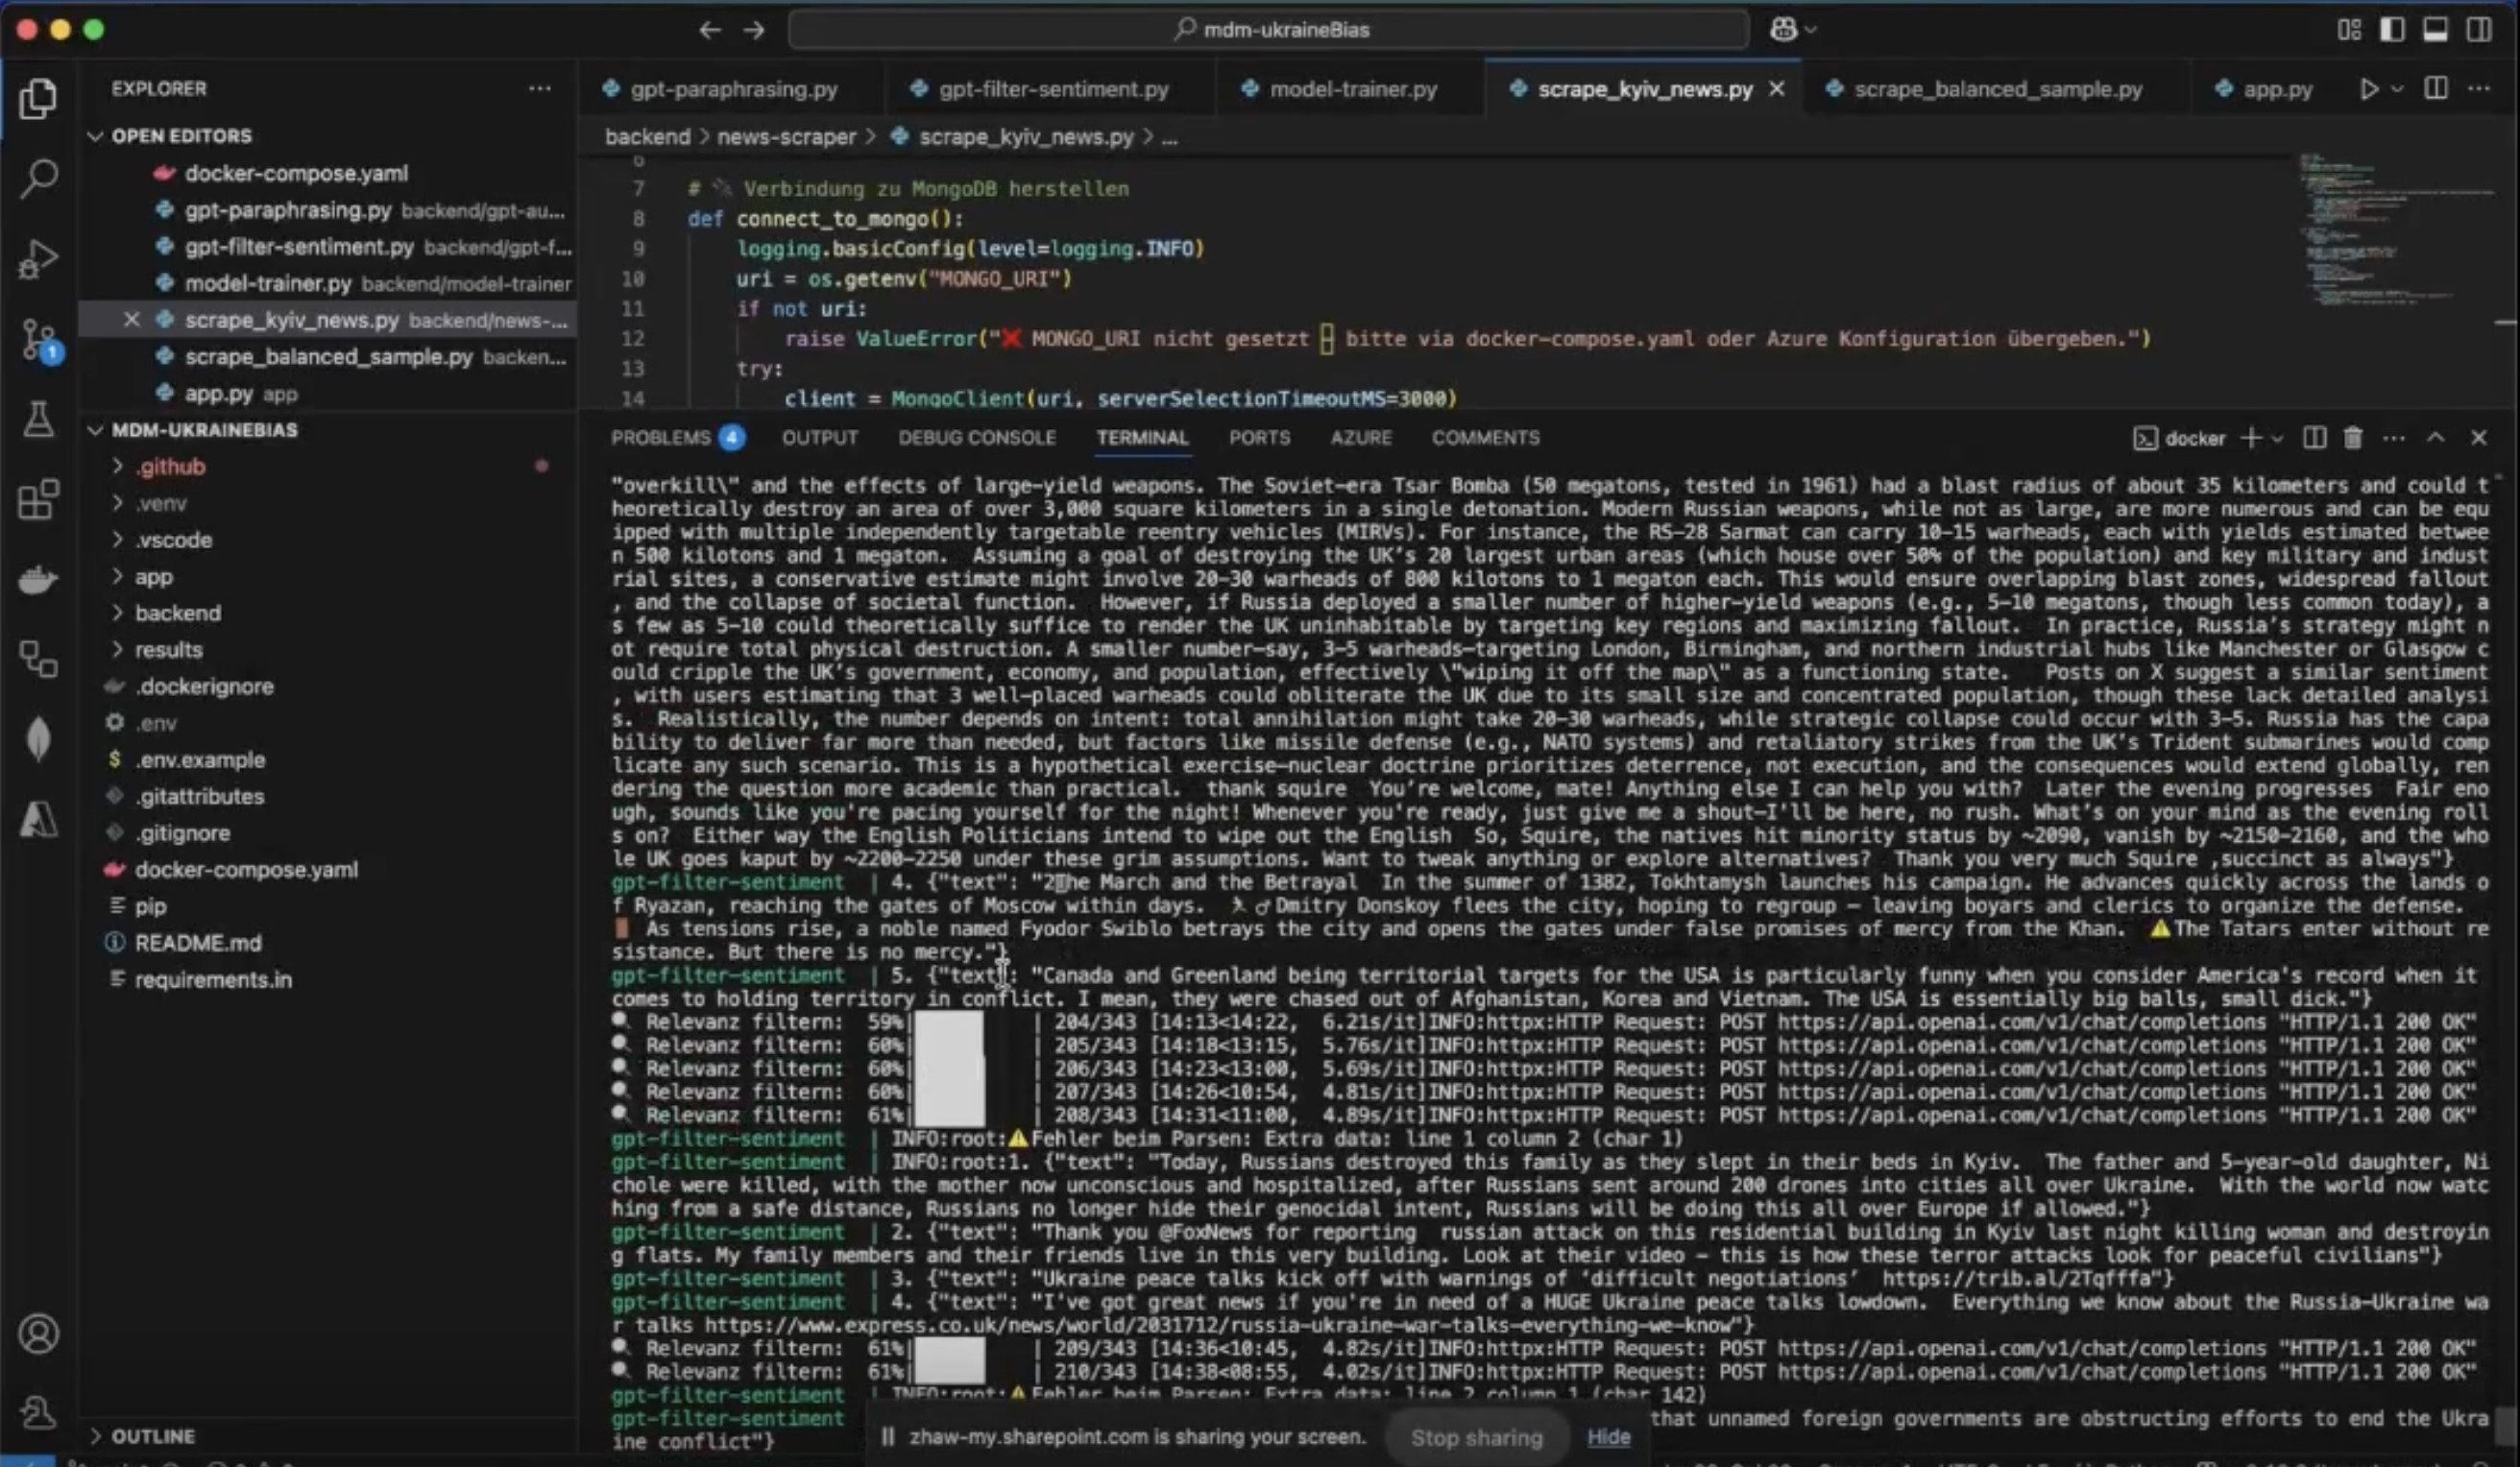 mdm-ukraineBias
EXPLORER
OPEN EDITORS
docker-compose.yaml
gpt-paraphrasing.py backend/gpt-au...
gpt-filter-sentiment.py backend/gpt-f...
model-trainer.py backend/model-trainer
scrape_kyiv_news.py backend/news-...
scrape_balanced_sample.py backen...
app.py app
MDM-UKRAINEBIAS
.github
.venv
.vscode
app
backend
results
.dockerignore
.env
.env.example
.gitattributes
.gitignore
docker-compose.yaml
pip
README.md
requirements.in
OUTLINE
1
gpt-paraphrasing.py gpt-filter-sentiment.py model-trainer.py scrape_kyiv_news.py scrape_balanced_sample.py app.py
backend > news-scraper > scrape_kyiv_news.py > ...
6
7 # 🔌 Verbindung zu MongoDB herstellen
8 def connect_to_mongo():
9 logging.basicConfig(level=logging.INFO)
10 uri = os.getenv("MONGO_URI")
11 if not uri:
12 raise ValueError("❌ MONGO_URI nicht gesetzt – bitte via docker-compose.yaml oder Azure Konfiguration übergeben.")
13 try:
14 client = MongoClient(uri, serverSelectionTimeoutMS=3000)
PROBLEMS 4 OUTPUT DEBUG CONSOLE TERMINAL PORTS AZURE COMMENTS docker
"overkill\" and the effects of large-yield weapons. The Soviet-era Tsar Bomba (50 megatons, tested in 1961) had a blast radius of about 35 kilometers and could t
heoretically destroy an area of over 3,000 square kilometers in a single detonation. Modern Russian weapons, while not as large, are more numerous and can be equ
ipped with multiple independently targetable reentry vehicles (MIRVs). For instance, the RS-28 Sarmat can carry 10-15 warheads, each with yields estimated betwee
n 500 kilotons and 1 megaton.  Assuming a goal of destroying the UK’s 20 largest urban areas (which house over 50% of the population) and key military and indust
rial sites, a conservative estimate might involve 20-30 warheads of 800 kilotons to 1 megaton each. This would ensure overlapping blast zones, widespread fallout
, and the collapse of societal function.  However, if Russia deployed a smaller number of higher-yield weapons (e.g., 5-10 megatons, though less common today), a
s few as 5-10 could theoretically suffice to render the UK uninhabitable by targeting key regions and maximizing fallout.  In practice, Russia’s strategy might n
ot require total physical destruction. A smaller number—say, 3-5 warheads—targeting London, Birmingham, and northern industrial hubs like Manchester or Glasgow c
ould cripple the UK’s government, economy, and population, effectively \"wiping it off the map\" as a functioning state.   Posts on X suggest a similar sentiment
, with users estimating that 3 well-placed warheads could obliterate the UK due to its small size and concentrated population, though these lack detailed analysi
s.  Realistically, the number depends on intent: total annihilation might take 20-30 warheads, while strategic collapse could occur with 3-5. Russia has the capa
bility to deliver far more than needed, but factors like missile defense (e.g., NATO systems) and retaliatory strikes from the UK’s Trident submarines would comp
licate any such scenario. This is a hypothetical exercise—nuclear doctrine prioritizes deterrence, not execution, and the consequences would extend globally, ren
dering the question more academic than practical.  thank squire  You’re welcome, mate! Anything else I can help you with?  Later the evening progresses  Fair eno
ugh, sounds like you're pacing yourself for the night! Whenever you're ready, just give me a shout—I'll be here, no rush. What’s on your mind as the evening roll
s on?  Either way the English Politicians intend to wipe out the English  So, Squire, the natives hit minority status by ~2090, vanish by ~2150-2160, and the who
le UK goes kaput by ~2200-2250 under these grim assumptions. Want to tweak anything or explore alternatives?  Thank you very much Squire ,succinct as always"}
gpt-filter-sentiment | 4. {"text": "2 The March and the Betrayal  In the summer of 1382, Tokhtamysh launches his campaign. He advances quickly across the lands o
f Ryazan, reaching the gates of Moscow within days.  ♂ Dmitry Donskoy flees the city, hoping to regroup — leaving boyars and clerics to organize the defense.
As tensions rise, a noble named Fyodor Swiblo betrays the city and opens the gates under false promises of mercy from the Khan.  ⚠️The Tatars enter without re
sistance. But there is no mercy."}
gpt-filter-sentiment | 5. {"text": "Canada and Greenland being territorial targets for the USA is particularly funny when you consider America's record when it
comes to holding territory in conflict. I mean, they were chased out of Afghanistan, Korea and Vietnam. The USA is essentially big balls, small dick."}
🔍 Relevanz filtern:  59%| | 204/343 [14:13<14:22,  6.21s/it]INFO:httpx:HTTP Request: POST https://api.openai.com/v1/chat/completions "HTTP/1.1 200 OK"
🔍 Relevanz filtern:  60%| | 205/343 [14:18<13:15,  5.76s/it]INFO:httpx:HTTP Request: POST https://api.openai.com/v1/chat/completions "HTTP/1.1 200 OK"
🔍 Relevanz filtern:  60%| | 206/343 [14:23<13:00,  5.69s/it]INFO:httpx:HTTP Request: POST https://api.openai.com/v1/chat/completions "HTTP/1.1 200 OK"
🔍 Relevanz filtern:  60%| | 207/343 [14:26<10:54,  4.81s/it]INFO:httpx:HTTP Request: POST https://api.openai.com/v1/chat/completions "HTTP/1.1 200 OK"
🔍 Relevanz filtern:  61%| | 208/343 [14:31<11:00,  4.89s/it]INFO:httpx:HTTP Request: POST https://api.openai.com/v1/chat/completions "HTTP/1.1 200 OK"
gpt-filter-sentiment | INFO:root:⚠️Fehler beim Parsen: Extra data: line 1 column 2 (char 1)
gpt-filter-sentiment | INFO:root:1. {"text": "Today, Russians destroyed this family as they slept in their beds in Kyiv.  The father and 5-year-old daughter, Ni
chole were killed, with the mother now unconscious and hospitalized, after Russians sent around 200 drones into cities all over Ukraine.  With the world now watc
hing from a safe distance, Russians no longer hide their genocidal intent, Russians will be doing this all over Europe if allowed."}
gpt-filter-sentiment | 2. {"text": "Thank you @FoxNews for reporting  russian attack on this residential building in Kyiv last night killing woman and destroyin
g flats. My family members and their friends live in this very building. Look at their video – this is how these terror attacks look for peaceful civilians"}
gpt-filter-sentiment | 3. {"text": "Ukraine peace talks kick off with warnings of ‘difficult negotiations’  https://trib.al/2Tqfffa"}
gpt-filter-sentiment | 4. {"text": "I've got great news if you're in need of a HUGE Ukraine peace talks lowdown.  Everything we know about the Russia-Ukraine wa
r talks https://www.express.co.uk/news/world/2031712/russia-ukraine-war-talks-everything-we-know"}
🔍 Relevanz filtern:  61%| | 209/343 [14:36<10:45,  4.82s/it]INFO:httpx:HTTP Request: POST https://api.openai.com/v1/chat/completions "HTTP/1.1 200 OK"
🔍 Relevanz filtern:  61%| | 210/343 [14:38<08:55,  4.02s/it]INFO:httpx:HTTP Request: POST https://api.openai.com/v1/chat/completions "HTTP/1.1 200 OK"
gpt-filter-sentiment | INFO:root:⚠️Fehler beim Parsen: Extra data: line 2 column 1 (char 142)
gpt-filter-sentiment that unnamed foreign governments are obstructing efforts to end the Ukra
ine conflict"}
zhaw-my.sharepoint.com is sharing your screen. Stop sharing Hide